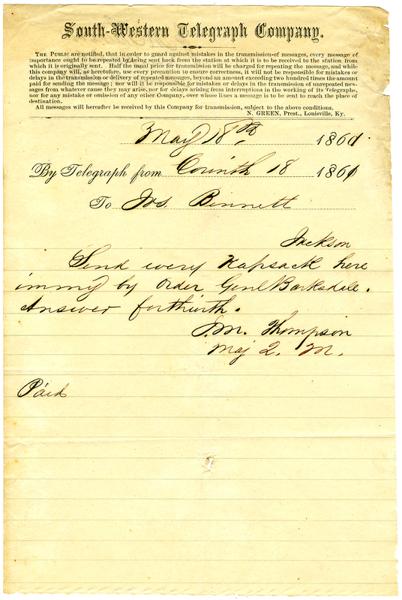 South-Western Telegraph Company,
The Public are notified, that in order to guard against mistakes in the transmission of messages, every message of
importance ought to be repeated by being sent back from the station at which it is to be received to the station from
which it is originally sent. Half the usual price for transmission will be charged for repeating the message, and while
this company will, as heretofore, use every precaution to ensure correctness, it will not be responsible for mistakes or
delays in the transmission or delivery of repeated messages, beyond an amount exceeding two hundred times the amount
paid for sending the message; nor will it be responsible for mistakes or delays in the transmission of unrepeated mes-
sages from whatever cause they may arise, nor for delays arising from interruptions in the working of its Telegraphs,
nor for any mistake or omission of any other Company, over whose lines a message is to be sent to reach the place of
destination.
All messages will hereafter be received by this Company for transmission, subject to the above conditions.
N. GREEN, Prest., Louisville, Ky.
May 18th, 1861
By Telegraph from Corinth 18 1861
To Jos Bennett
Jackson
Send every Kapsack here
immy by order Genl Barksdale.
Answer forthwith.
J.M. Thompson
Maj 2. M.
Paid